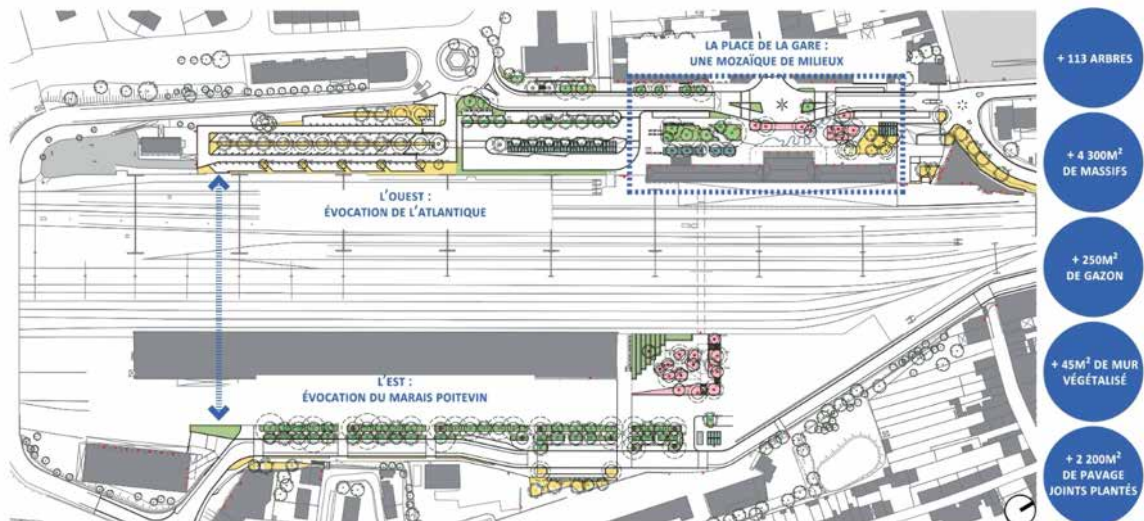 LA PLACE DE LA GARE :
UNE MOZAÏQUE DE MILIEUX
L'OUEST :
ÉVOCATION DE L'ATLANTIQUE
L'EST :
ÉVOCATION DU MARAIS POITEVIN
+ 113 ARBRES
+ 4 300M²
DE MASSIFS
+ 250M²
DE GAZON
+ 45M² DE MUR
VÉGÉTALISÉ
+ 2 200M²
DE PAVAGE
JOINTS PLANTÉS